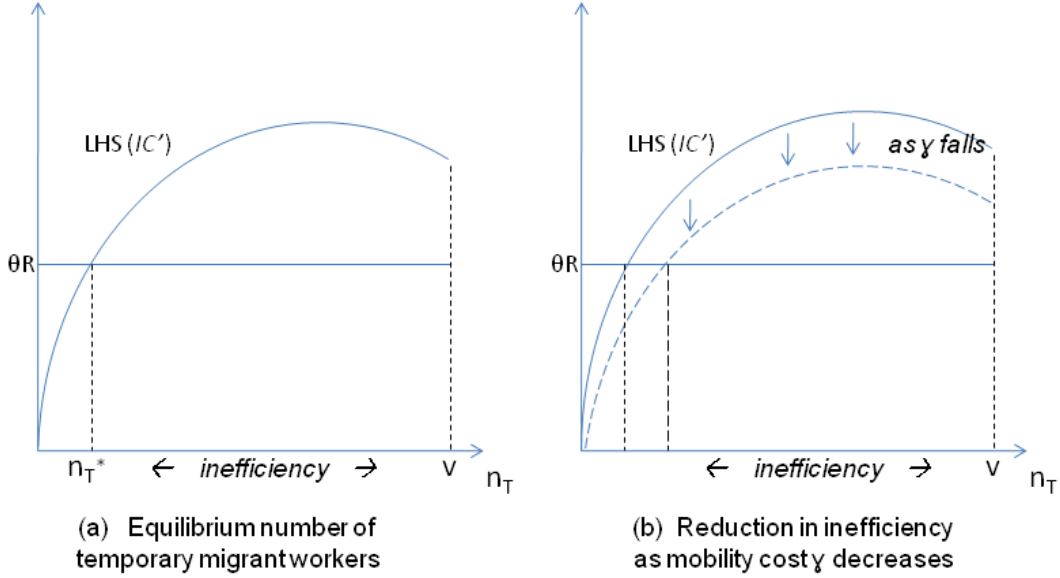 LHS (IC′)
θR
n_T* ← inefficiency → v
n_T
(a) Equilibrium number of
temporary migrant workers
LHS (IC′)
as ɣ falls
θR
← inefficiency → v
n_T
(b) Reduction in inefficiency
as mobility cost ɣ decreases